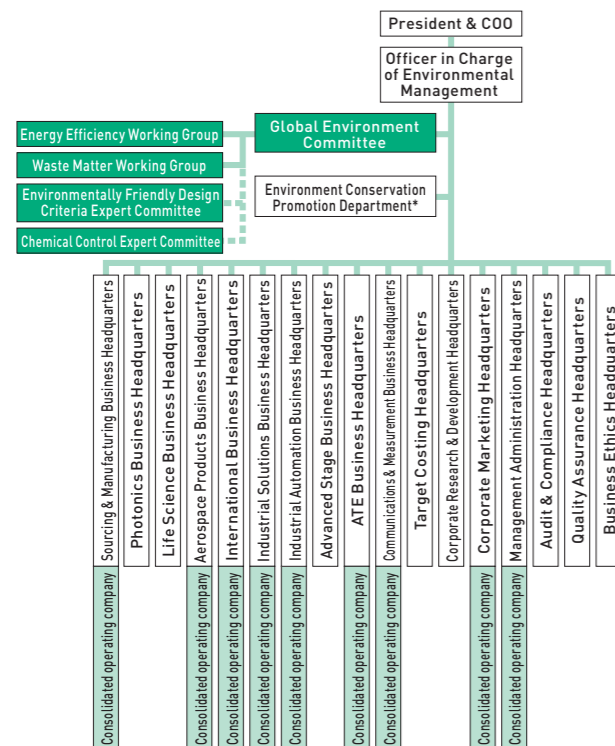 President & COO
Officer in Charge
of Environmental
Management
Global Environment
Committee
Energy Efficiency Working Group
Waste Matter Working Group
Environmentally Friendly Design
Criteria Expert Committee
Chemical Control Expert Committee
Environment Conservation
Promotion Department*
Sourcing & Manufacturing Business Headquarters
Photonics Business Headquarters
Life Science Business Headquarters
Aerospace Products Business Headquarters
International Business Headquarters
Industrial Solutions Business Headquarters
Industrial Automation Business Headquarters
Advanced Stage Business Headquarters
ATE Business Headquarters
Communications & Measurement Business Headquarters
Target Costing Headquarters
Corporate Research & Development Headquarters
Corporate Marketing Headquarters
Management Administration Headquarters
Audit & Compliance Headquarters
Quality Assurance Headquarters
Business Ethics Headquarters
Consolidated operating company
Consolidated operating company
Consolidated operating company
Consolidated operating company
Consolidated operating company
Consolidated operating company
Consolidated operating company
Consolidated operating company
Consolidated operating company